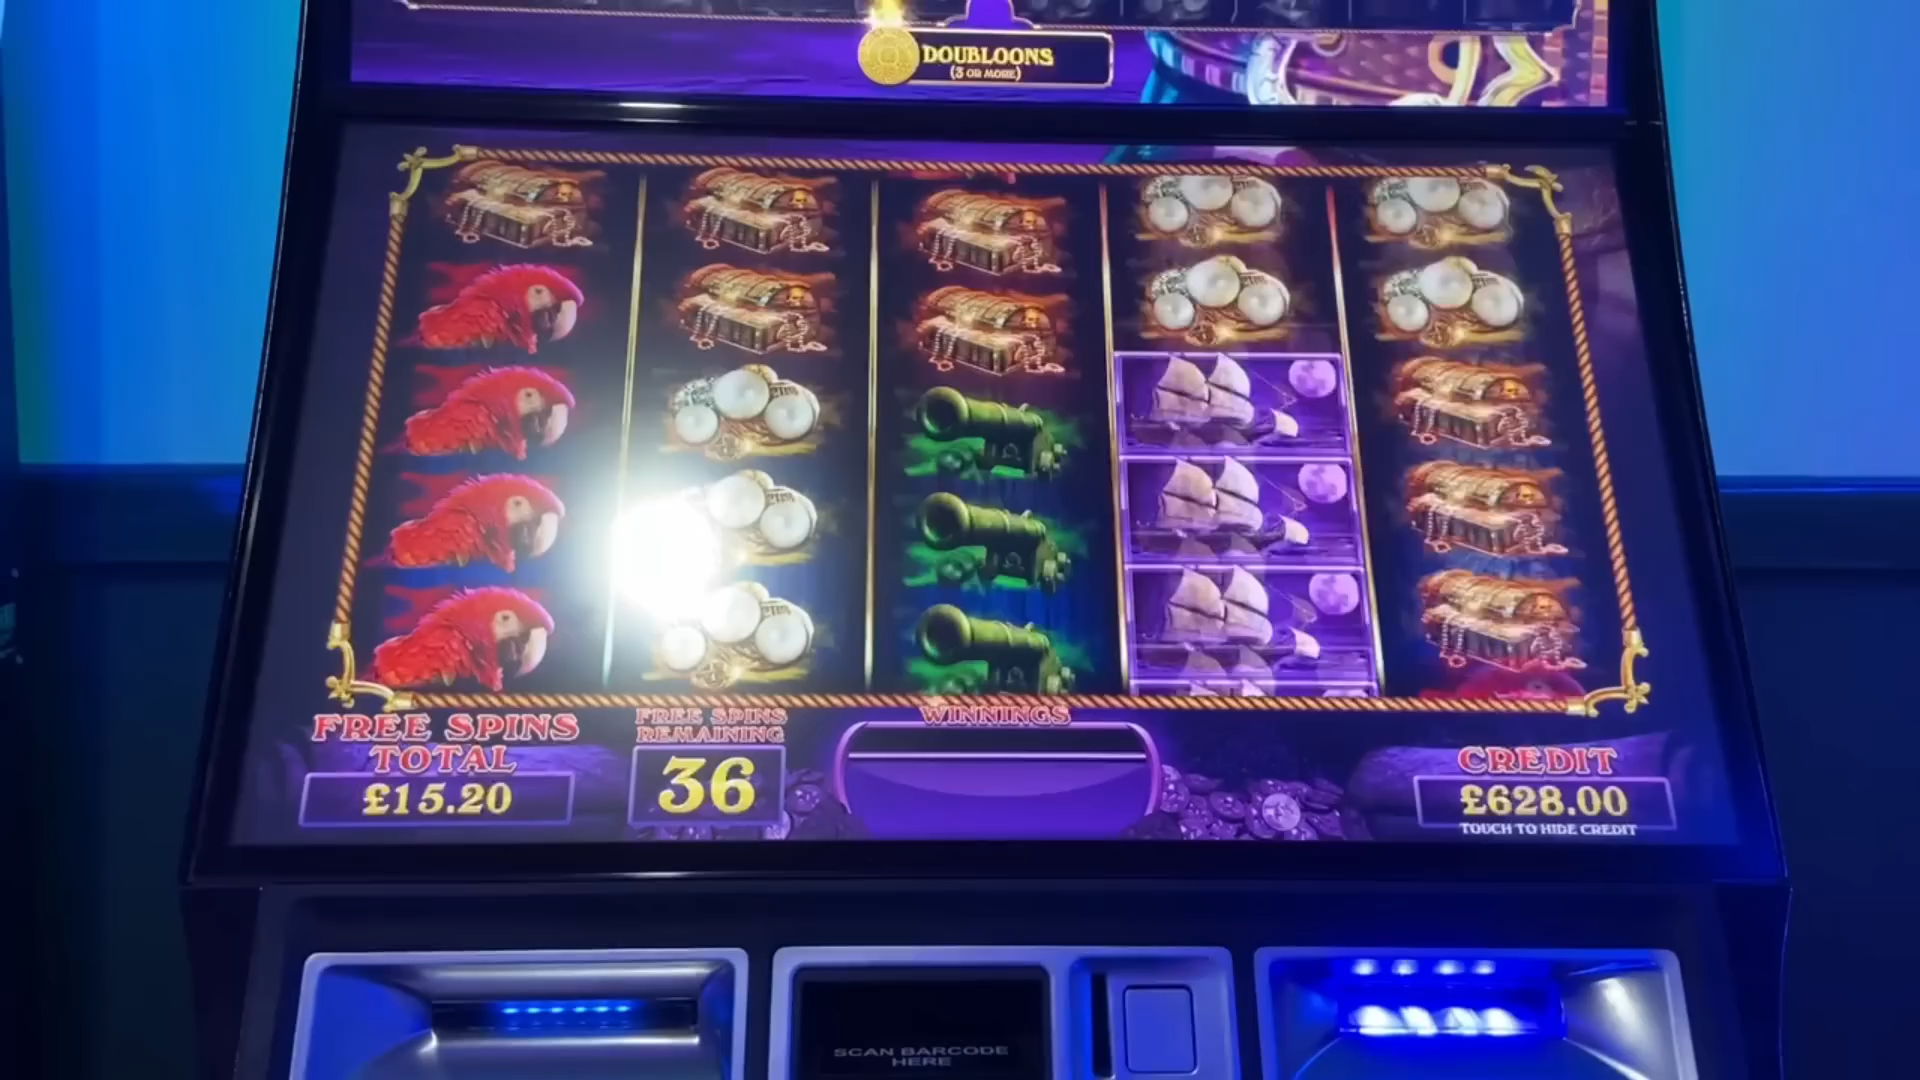 DOUBLOONS
(3 OR MORE)
FREE SPINS
TOTAL
£15.20
FREE SPINS
REMAINING
36
WINNINGS
CREDIT
£628.00
TOUCH TO HIDE CREDIT
SCAN BARCODE
HERE